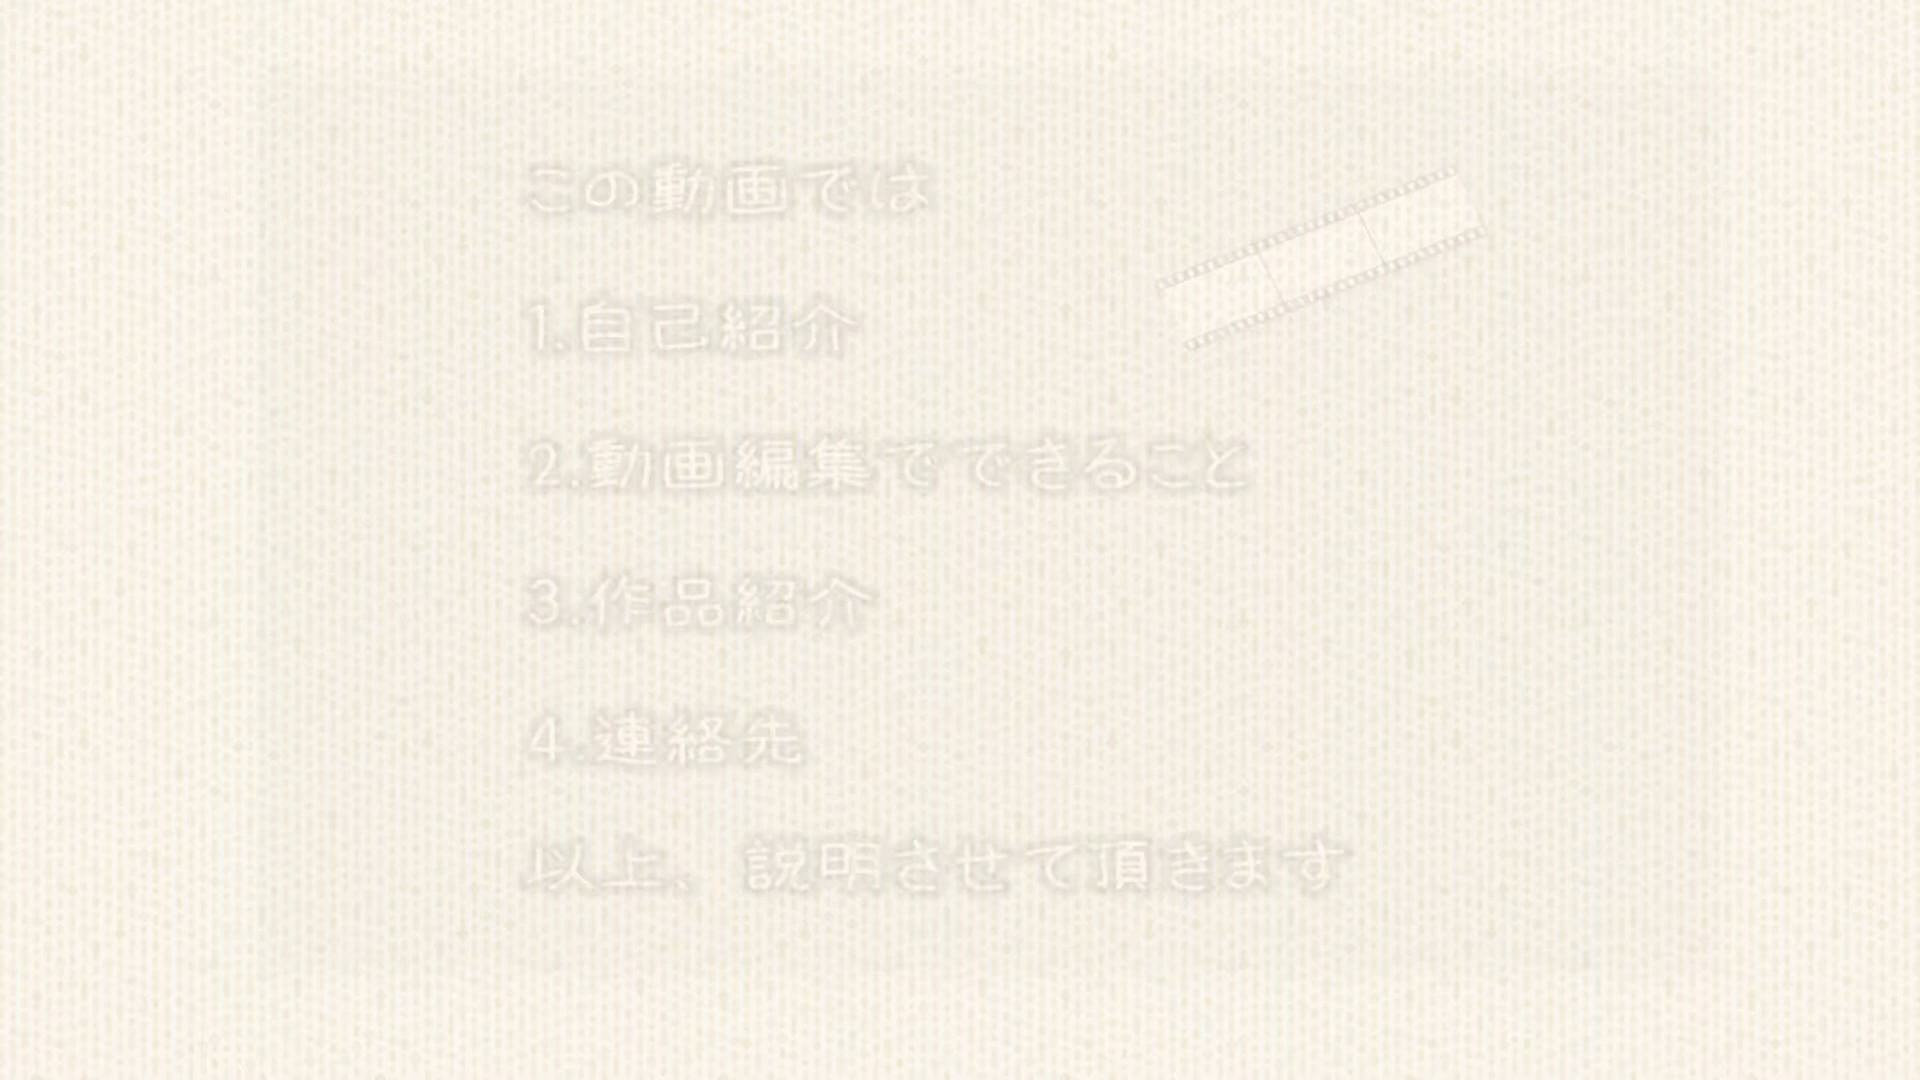 この動画では
1.自己紹介
2.動画編集でできること
3.作品紹介
4.連絡先
以上、説明させて頂きます